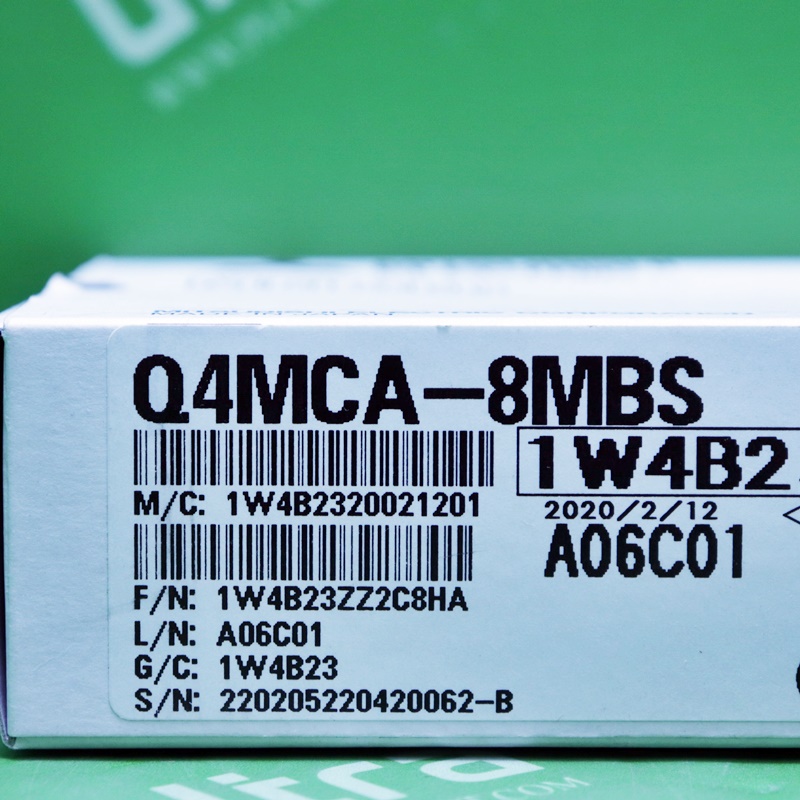 Q4MCA-8MBS
1W4B2
M/C: 1W4B2320021201
2020/2/12
A06C01
F/N: 1W4B23ZZ2C8HA
L/N: A06C01
G/C: 1W4B23
S/N: 220205220420062-B